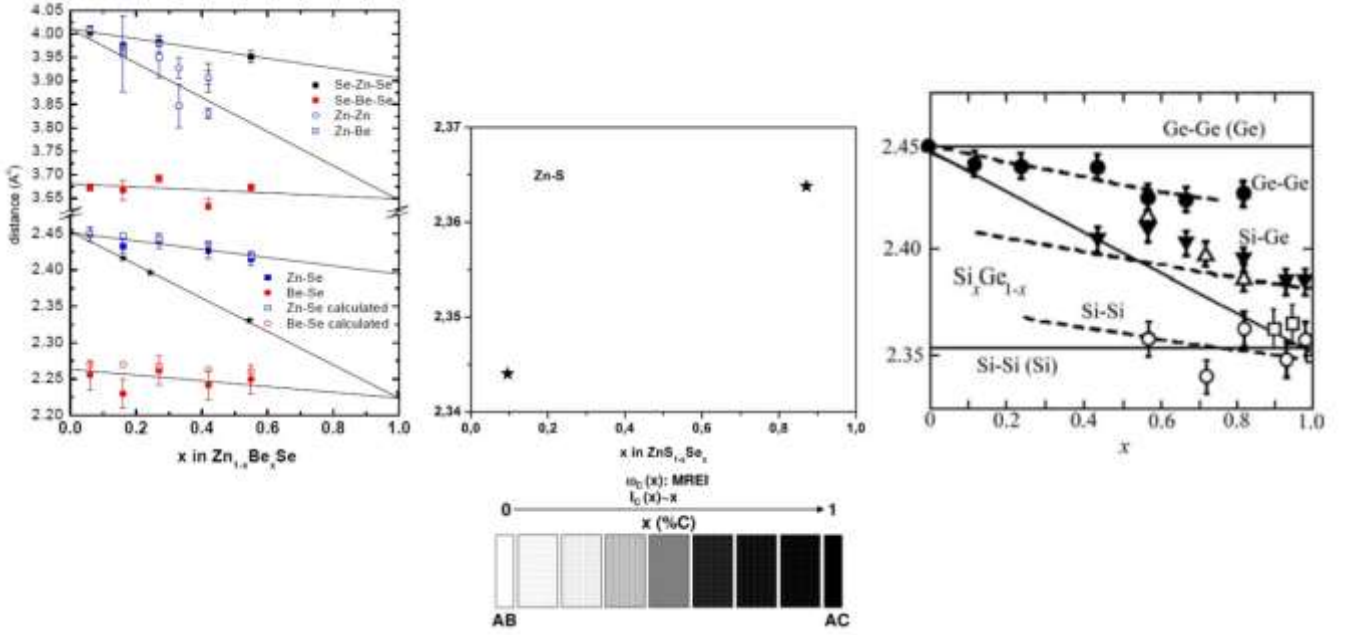 4.05
4.00
3.95
3.90
3.85
3.80
3.75
3.70
3.65
2.45
2.40
2.35
2.30
2.25
2.20
distance (A°)
Se-Zn-Se
Se-Be-Se
Zn-Zn
Zn-Be
Zn-Se
Be-Se
Zn-Se calculated
Be-Se calculated
0.0 0.2 0.4 0.6 0.8 1.0
x in Zn1-xBexSe
2,37
2,36
2,35
2,34
Zn-S
0,0 0,2 0,4 0,6 0,8 1,0
x in ZnS1-xSex
2.45
2.40
2.35
Ge-Ge (Ge)
Ge-Ge
Si-Ge
SixGe1-x
Si-Si
Si-Si (Si)
0 0.2 0.4 0.6 0.8 1.0
x
ωC (x): MREI
IC (x)~x
0 1
x (%C)
AB AC